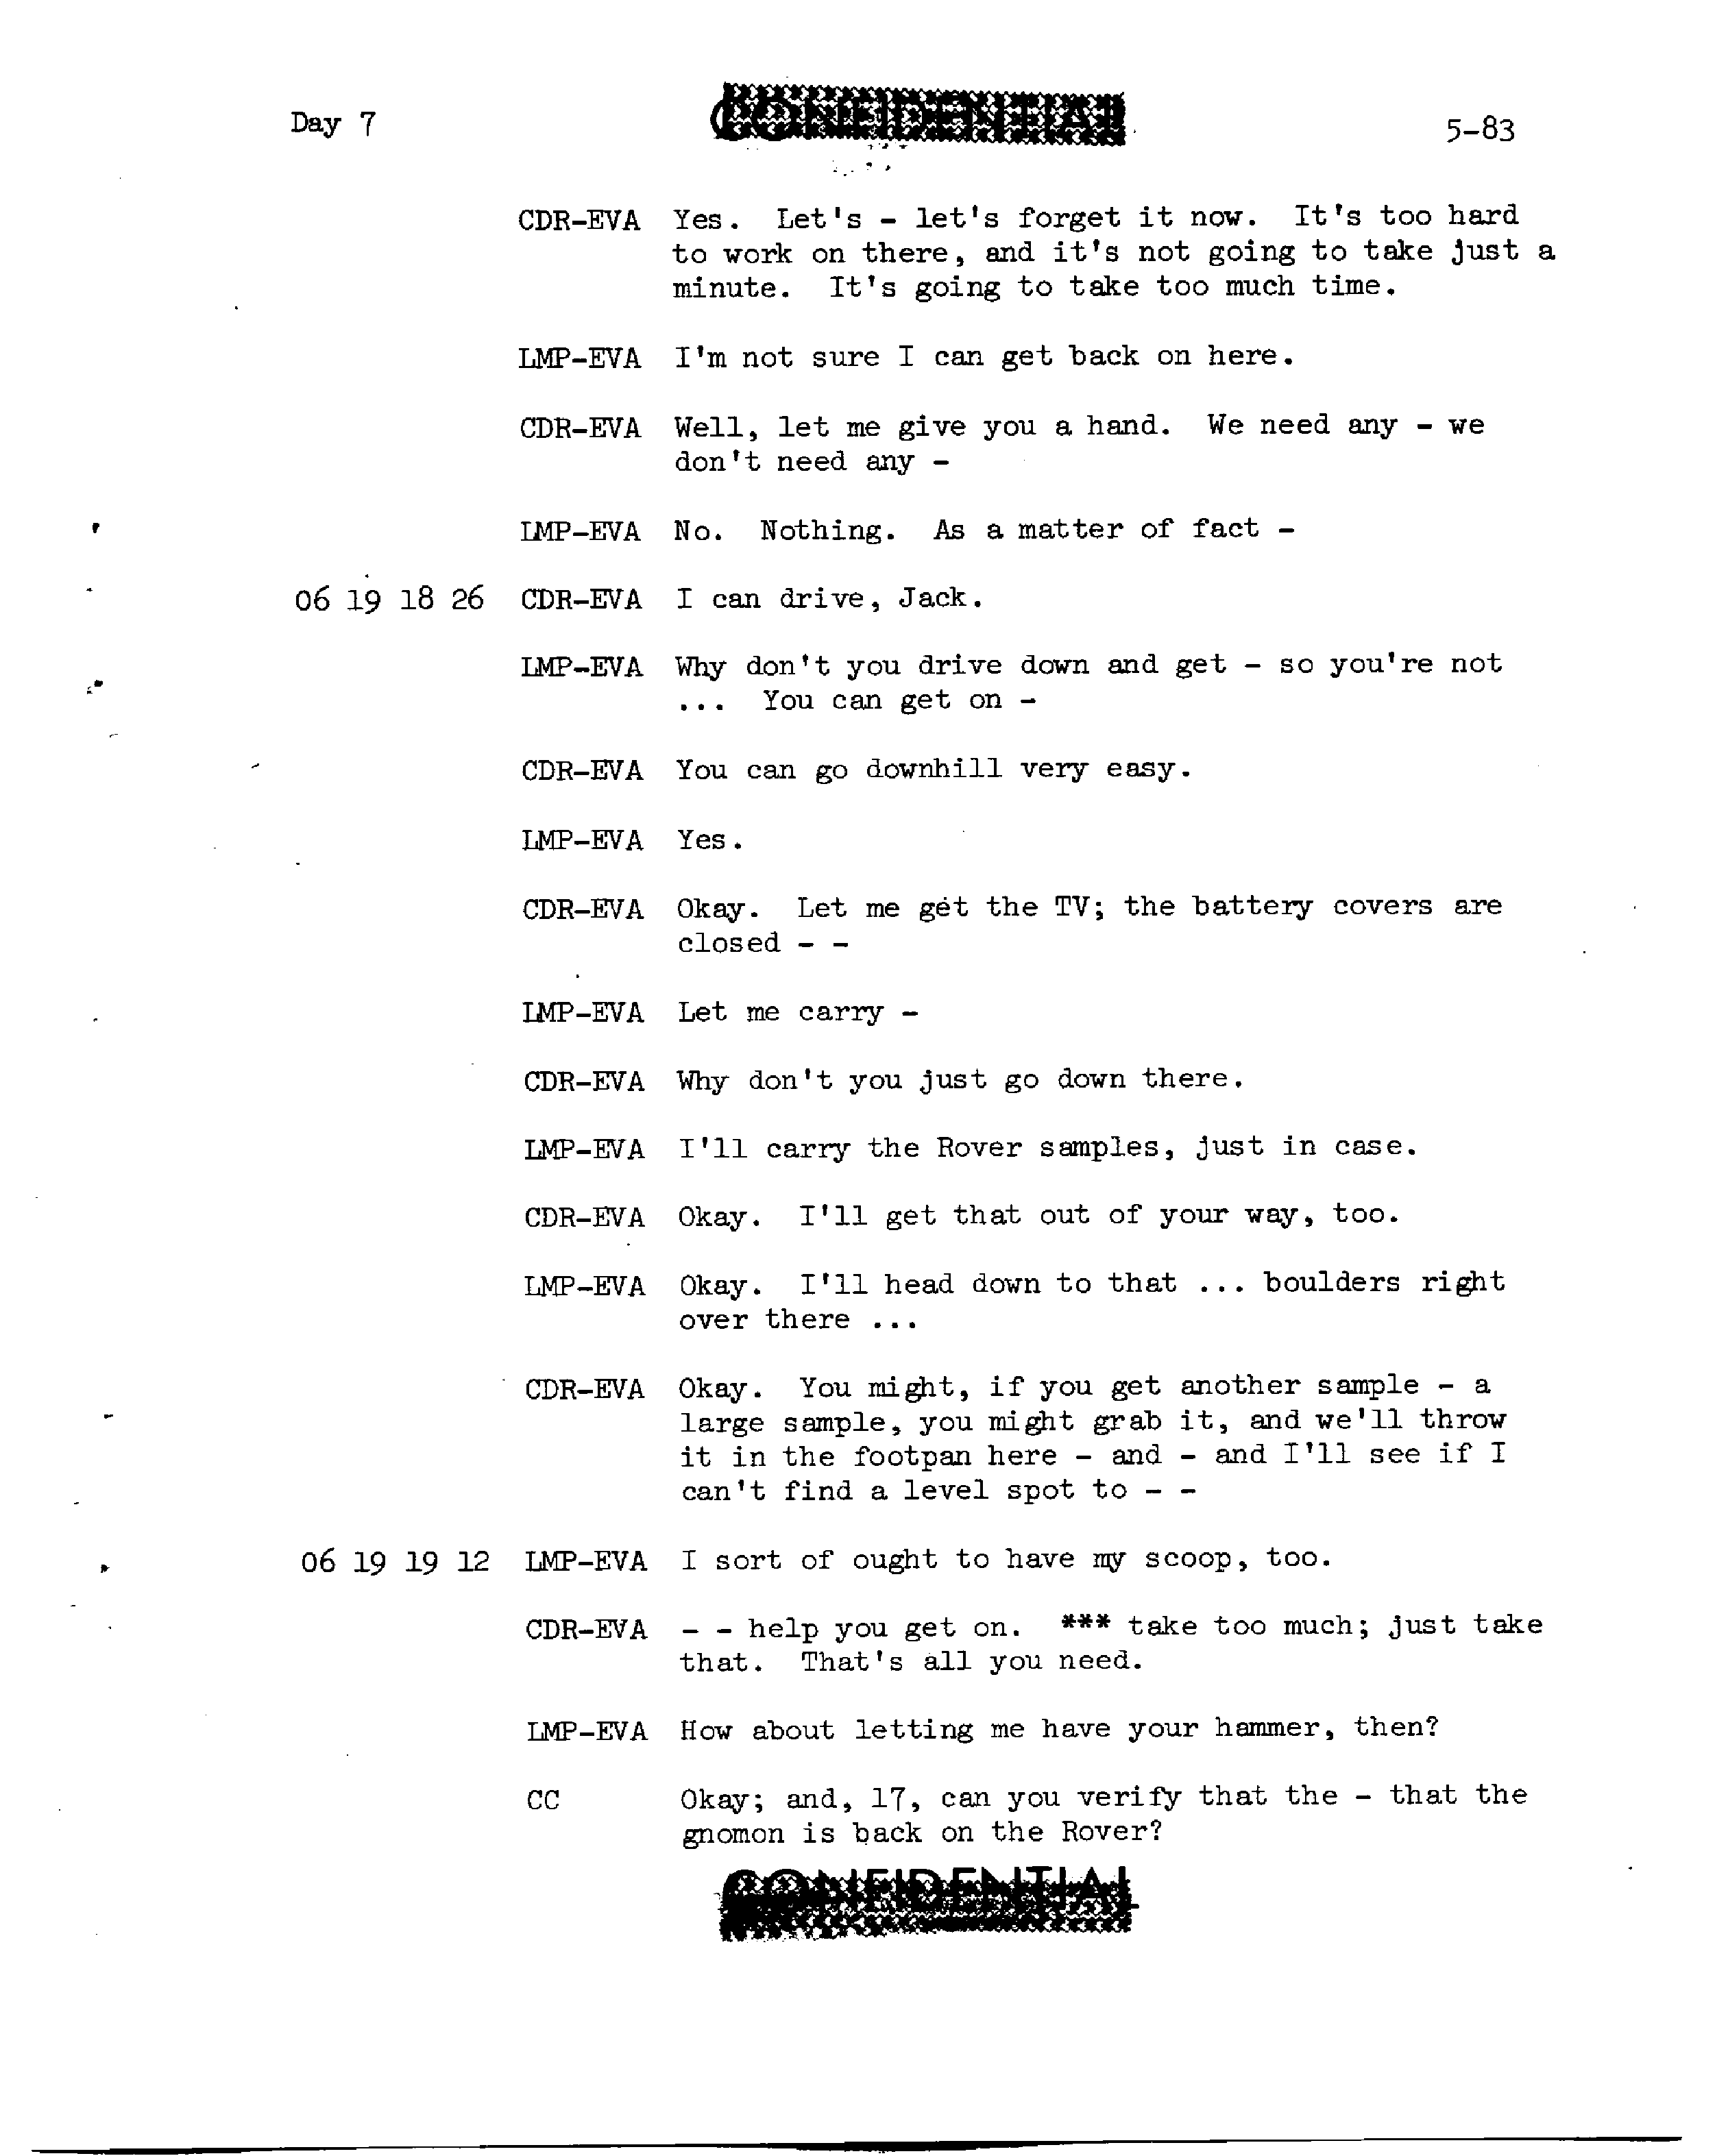 Day 7
CONFIDENTIAL
5-83
CDR-EVA Yes. Let's - let's forget it now. It's too hard
to work on there, and it's not going to take just a
minute. It's going to take too much time.
LMP-EVA I'm not sure I can get back on here.
CDR-EVA Well, let me give you a hand. We need any - we
don't need any -
LMP-EVA No. Nothing. As a matter of fact -
06 19 18 26 CDR-EVA I can drive, Jack.
LMP-EVA Why don't you drive down and get - so you're not
... You can get on -
CDR-EVA You can go downhill very easy.
LMP-EVA Yes.
CDR-EVA Okay. Let me get the TV; the battery covers are
closed - -
LMP-EVA Let me carry -
CDR-EVA Why don't you just go down there.
LMP-EVA I'll carry the Rover samples, just in case.
CDR-EVA Okay. I'll get that out of your way, too.
LMP-EVA Okay. I'll head down to that ... boulders right
over there ...
CDR-EVA Okay. You might, if you get another sample - a
large sample, you might grab it, and we'll throw
it in the footpan here - and - and I'll see if I
can't find a level spot to - -
06 19 19 12 LMP-EVA I sort of ought to have my scoop, too.
CDR-EVA - - help you get on. *** take too much; just take
that. That's all you need.
LMP-EVA How about letting me have your hammer, then?
CC Okay; and, 17, can you verify that the - that the
gnomon is back on the Rover?
CONFIDENTIAL